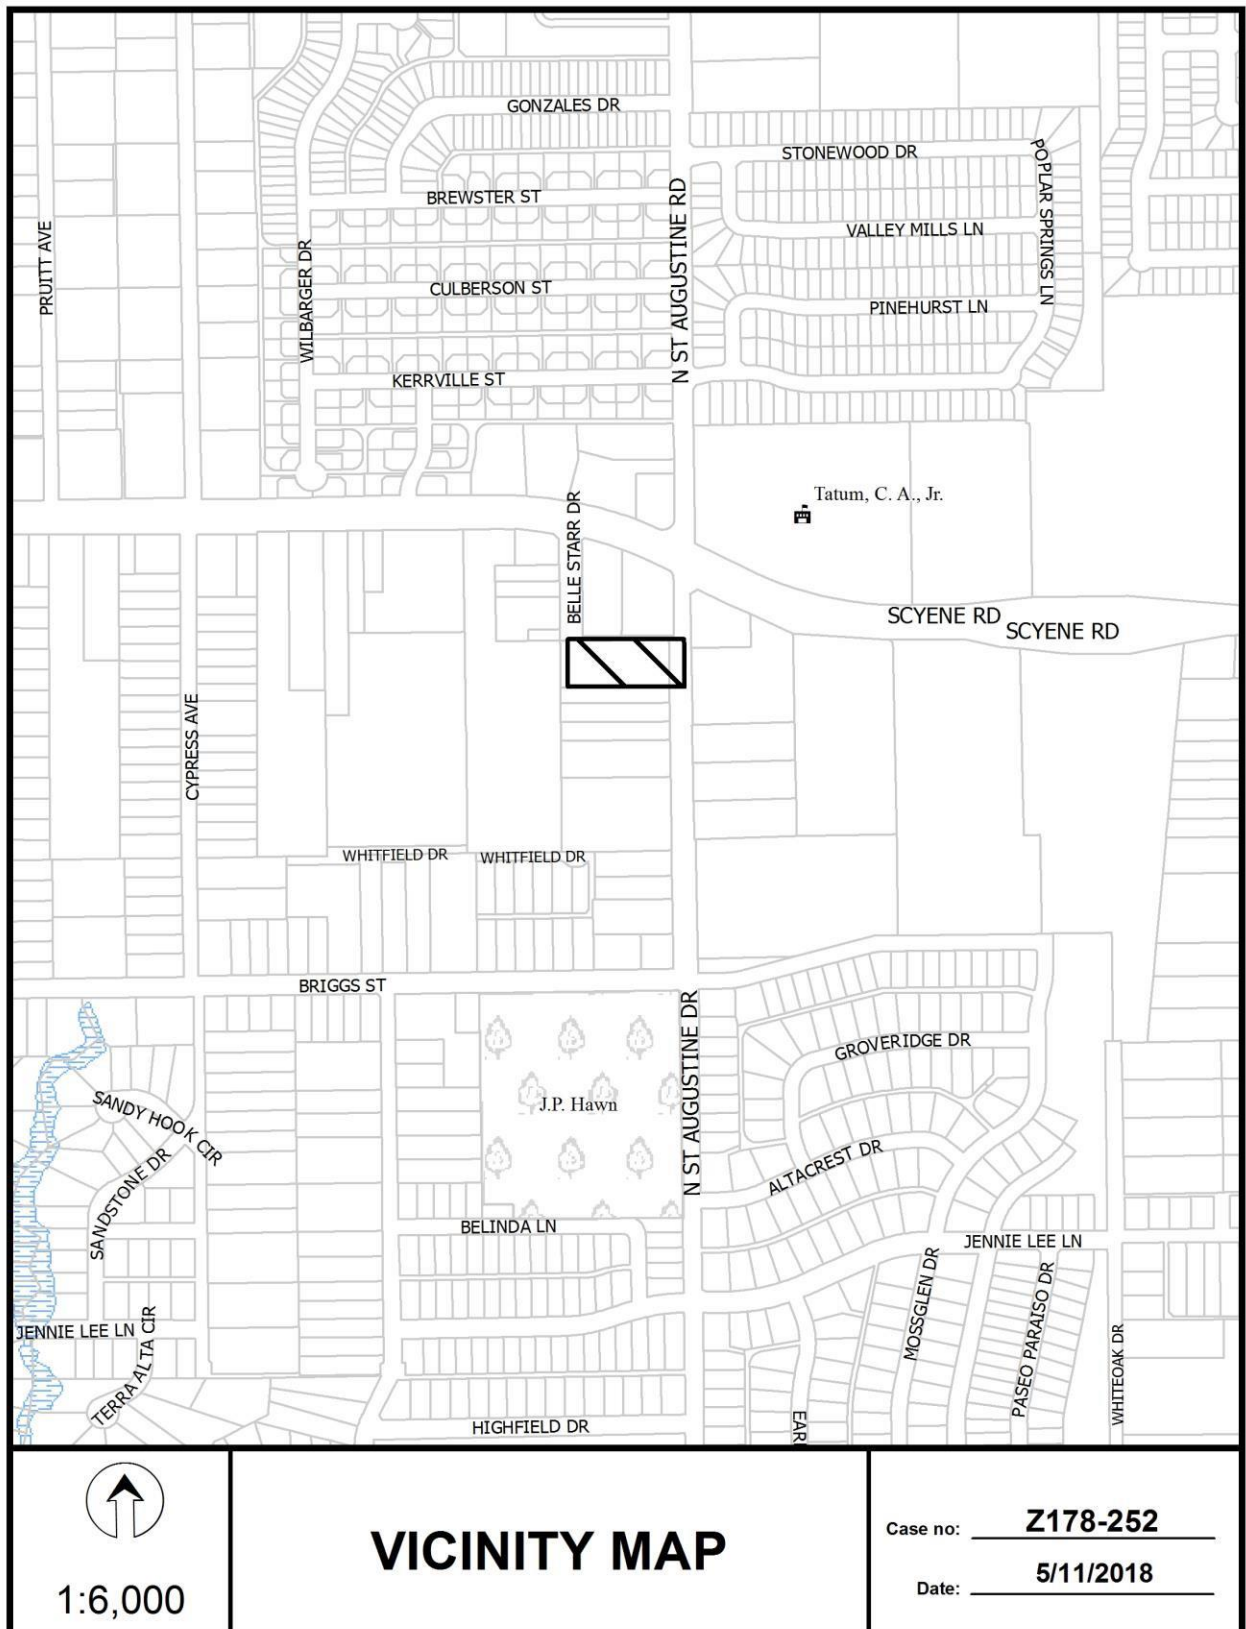 GONZALES DR
STONEWOOD DR
POPLAR SPRINGS LN
BREWSTER ST
N ST AUGUSTINE RD
PRUITT AVE
VALLEY MILLS LN
WILBARGER DR
CULBERSON ST
PINEHURST LN
KERRVILLE ST
Tatum, C. A., Jr.
BELLE STARR DR
SCYENE RD
SCYENE RD
CYPRESS AVE
WHITFIELD DR
WHITFIELD DR
BRIGGS ST
N ST AUGUSTINE DR
GROVERIDGE DR
SANDY HOOK CIR
J.P. Hawn
ALTACREST DR
SANDSTONE DR
BELINDA LN
JENNIE LEE LN
MOSSGLEN DR
PASEO PARAISO DR
JENNIE LEE LN
TERRA ALTA CIR
WHITEOAK DR
HIGHFIELD DR
EARL
1:6,000
VICINITY MAP
Case no: Z178-252
Date: 5/11/2018